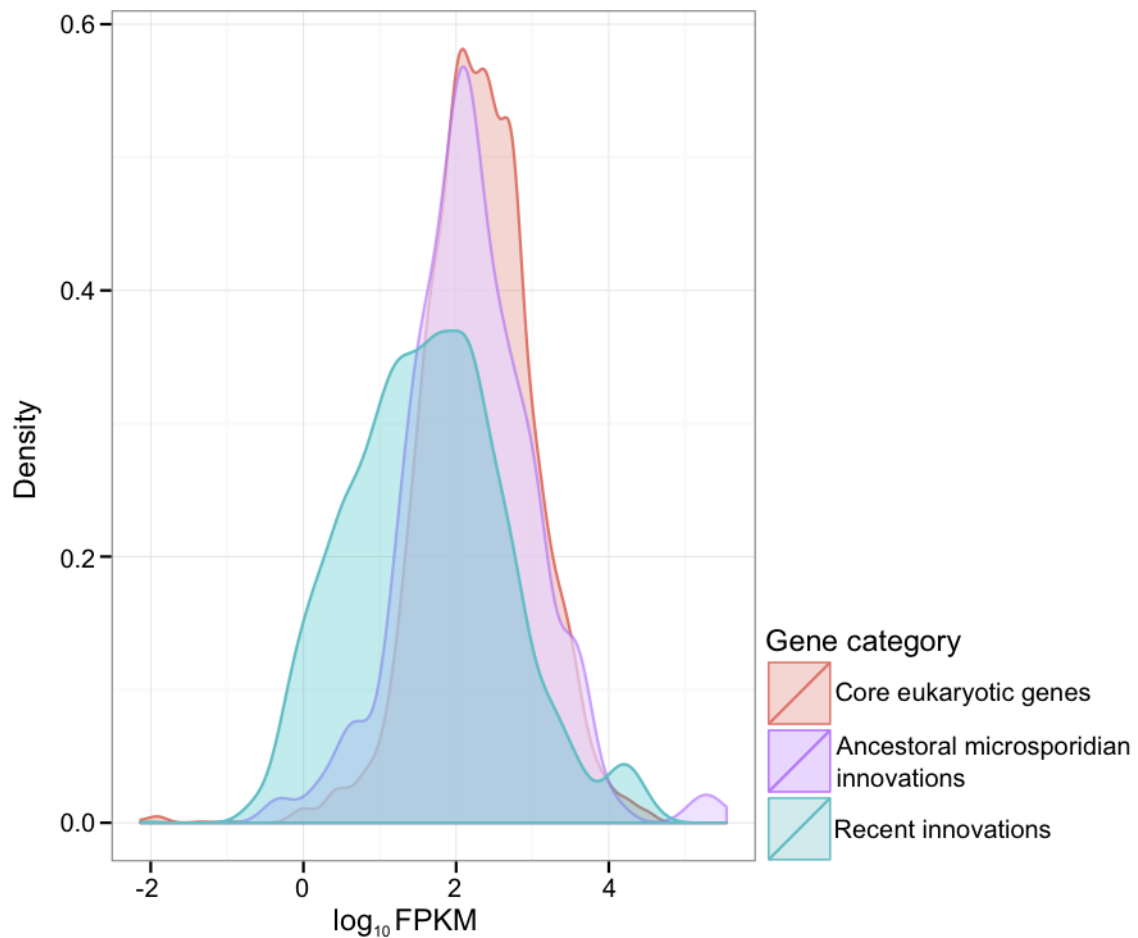 0.6
0.4
0.2
0.0
Density
-2
0
2
4
log₁₀ FPKM
Gene category
Core eukaryotic genes
Ancestoral microsporidian
innovations
Recent innovations